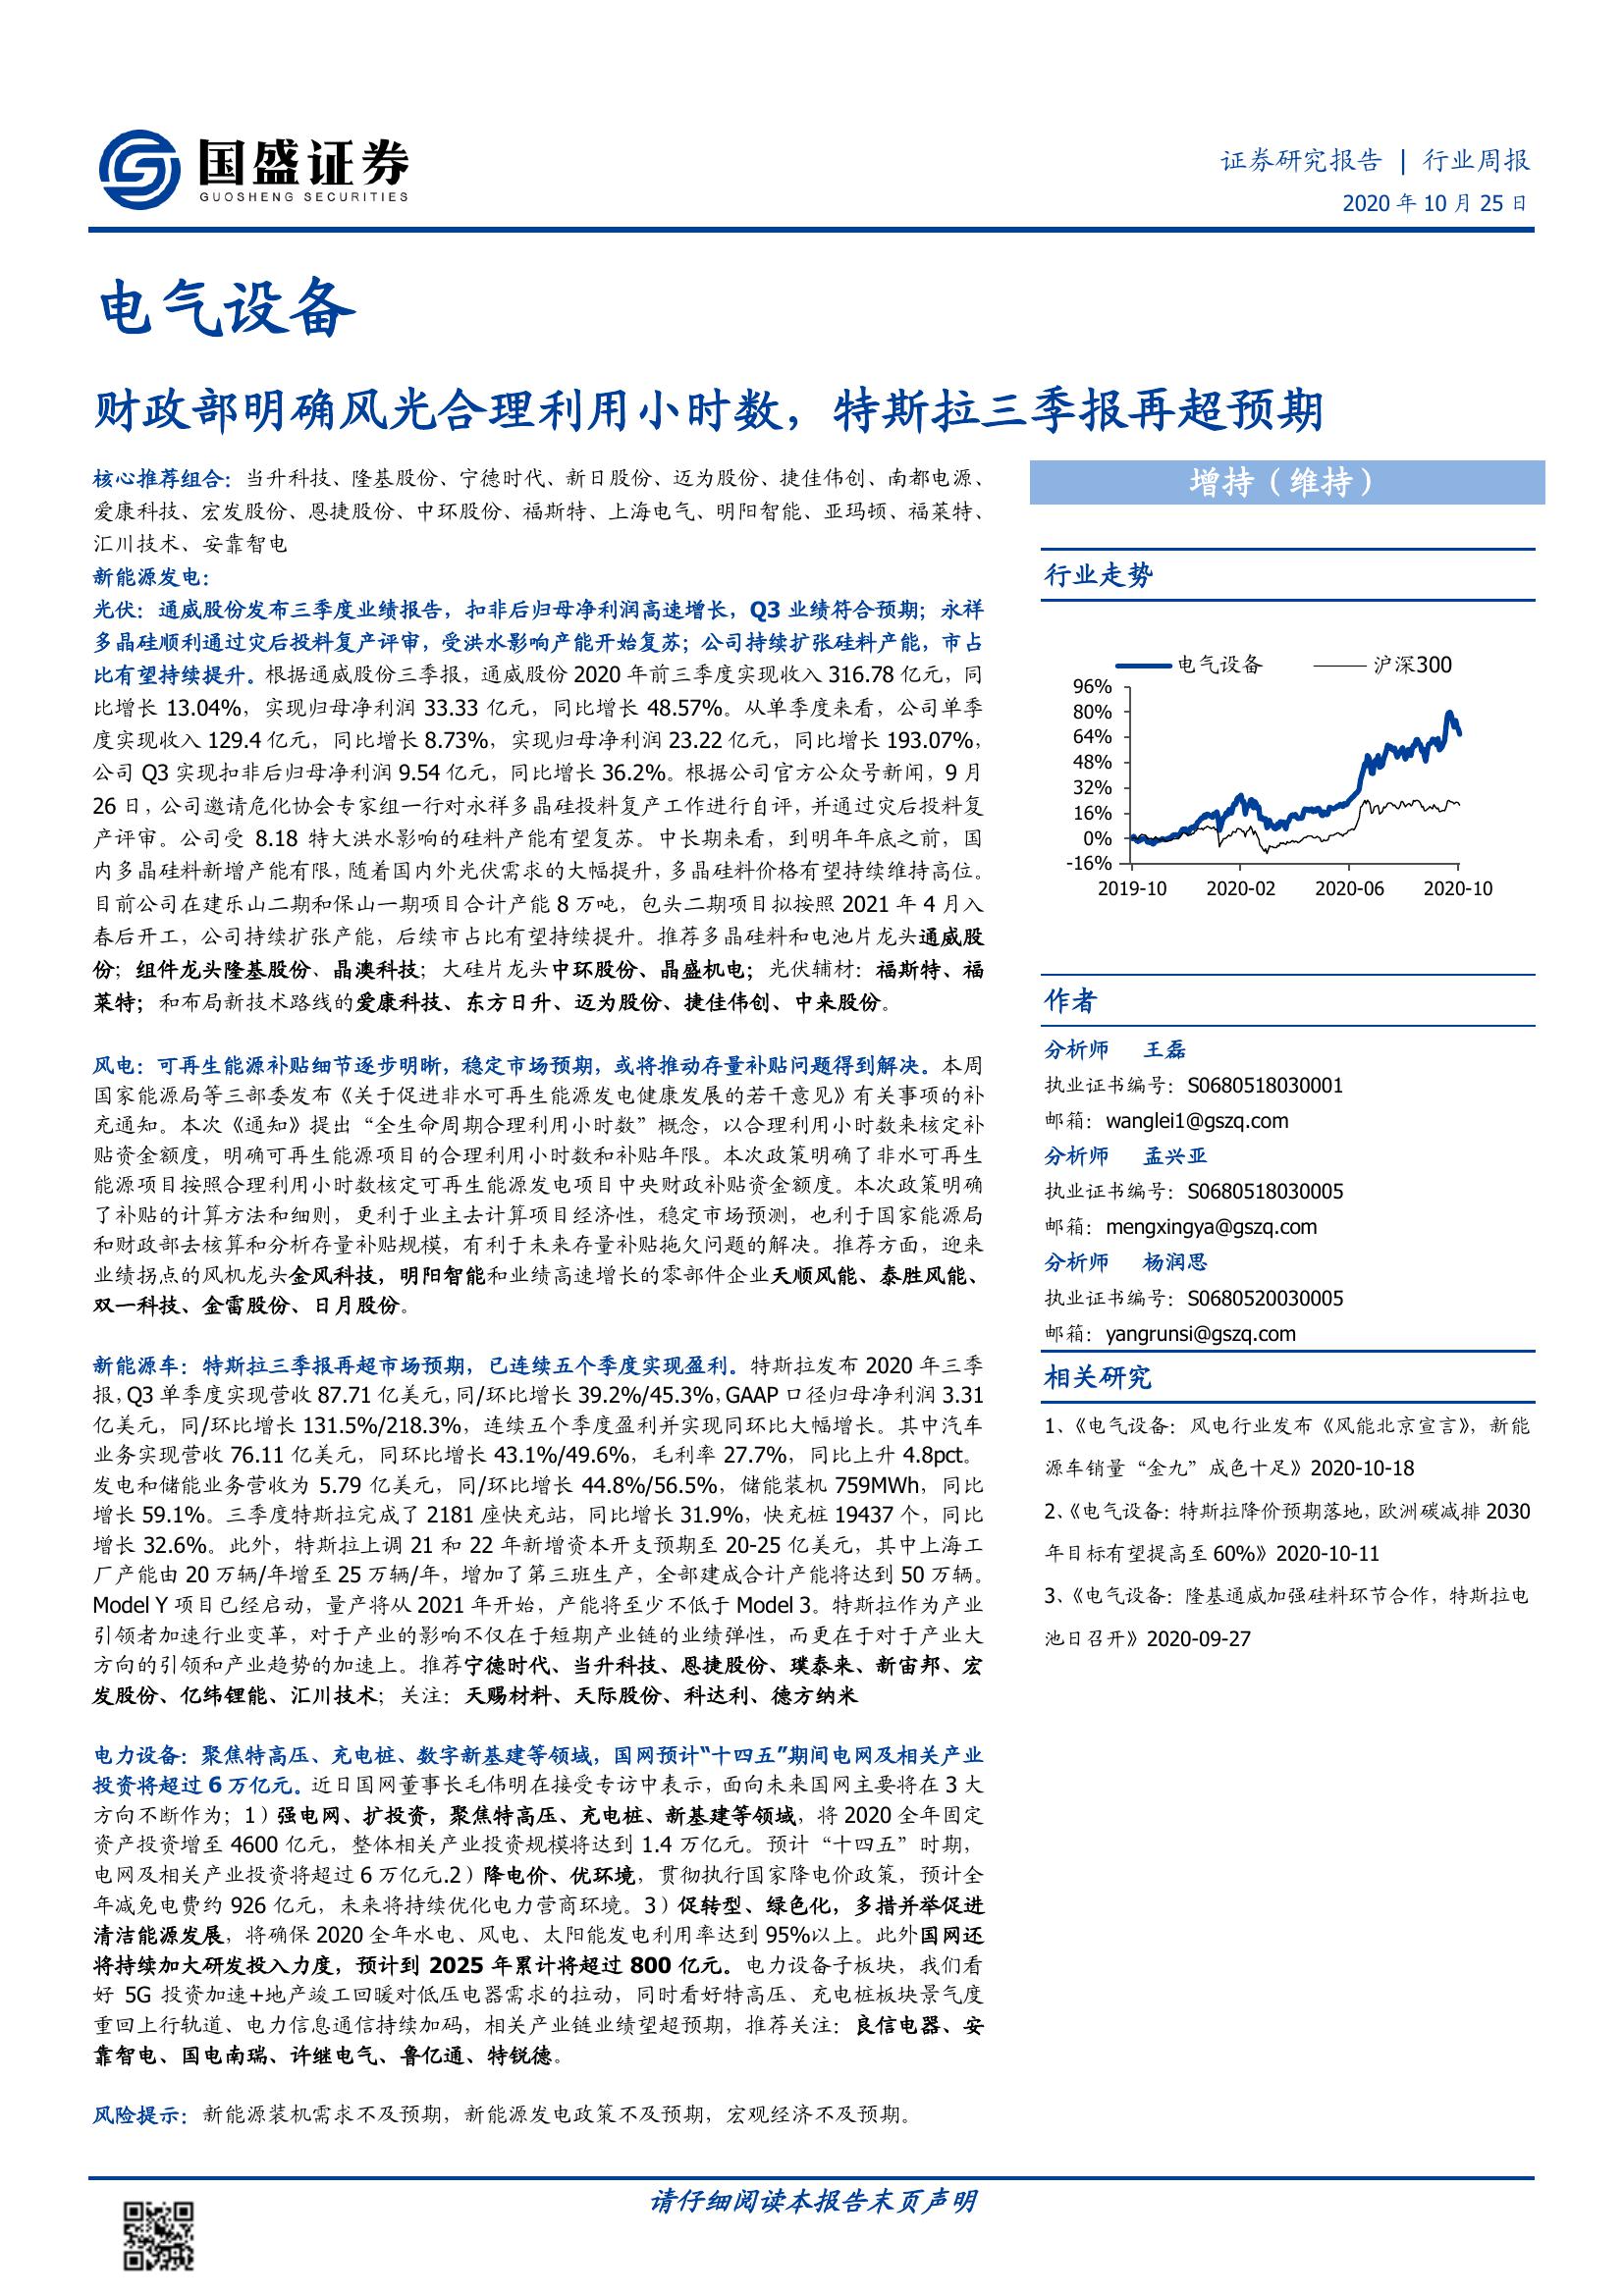 国盛证券
GUOSHENG SECURITIES
证券研究报告 | 行业周报
2020 年 10 月 25 日
电气设备
财政部明确风光合理利用小时数，特斯拉三季报再超预期
核心推荐组合：当升科技、隆基股份、宁德时代、新日股份、迈为股份、捷佳伟创、南都电源、
爱康科技、宏发股份、恩捷股份、中环股份、福斯特、上海电气、明阳智能、亚玛顿、福莱特、
汇川技术、安靠智电
新能源发电：
光伏：通威股份发布三季度业绩报告，扣非后归母净利润高速增长，Q3 业绩符合预期；永祥
多晶硅顺利通过灾后投料复产评审，受洪水影响产能开始复苏；公司持续扩张硅料产能，市占
比有望持续提升。根据通威股份三季报，通威股份 2020 年前三季度实现收入 316.78 亿元，同
比增长 13.04%，实现归母净利润 33.33 亿元，同比增长 48.57%。从单季度来看，公司单季
度实现收入 129.4 亿元，同比增长 8.73%，实现归母净利润 23.22 亿元，同比增长 193.07%，
公司 Q3 实现扣非后归母净利润 9.54 亿元，同比增长 36.2%。根据公司官方公众号新闻，9 月
26 日，公司邀请危化协会专家组一行对永祥多晶硅投料复产工作进行自评，并通过灾后投料复
产评审。公司受 8.18 特大洪水影响的硅料产能有望复苏。中长期来看，到明年年底之前，国
内多晶硅料新增产能有限，随着国内外光伏需求的大幅提升，多晶硅料价格有望持续维持高位。
目前公司在建乐山二期和保山一期项目合计产能 8 万吨，包头二期项目拟按照 2021 年 4 月入
春后开工，公司持续扩张产能，后续市占比有望持续提升。推荐多晶硅料和电池片龙头通威股
份；组件龙头隆基股份、晶澳科技；大硅片龙头中环股份、晶盛机电；光伏辅材：福斯特、福
莱特；和布局新技术路线的爱康科技、东方日升、迈为股份、捷佳伟创、中来股份。
风电：可再生能源补贴细节逐步明晰，稳定市场预期，或将推动存量补贴问题得到解决。本周
国家能源局等三部委发布《关于促进非水可再生能源发电健康发展的若干意见》有关事项的补
充通知。本次《通知》提出“全生命周期合理利用小时数”概念，以合理利用小时数来核定补
贴资金额度，明确可再生能源项目的合理利用小时数和补贴年限。本次政策明确了非水可再生
能源项目按照合理利用小时数核定可再生能源发电项目中央财政补贴资金额度。本次政策明确
了补贴的计算方法和细则，更利于业主去计算项目经济性，稳定市场预测，也利于国家能源局
和财政部去核算和分析存量补贴规模，有利于未来存量补贴拖欠问题的解决。推荐方面，迎来
业绩拐点的风机龙头金风科技，明阳智能和业绩高速增长的零部件企业天顺风能、泰胜风能、
双一科技、金雷股份、日月股份。
新能源车：特斯拉三季报再超市场预期，已连续五个季度实现盈利。特斯拉发布 2020 年三季
报，Q3 单季度实现营收 87.71 亿美元，同/环比增长 39.2%/45.3%，GAAP 口径归母净利润 3.31
亿美元，同/环比增长 131.5%/218.3%，连续五个季度盈利并实现同环比大幅增长。其中汽车
业务实现营收 76.11 亿美元，同环比增长 43.1%/49.6%，毛利率 27.7%，同比上升 4.8pct。
发电和储能业务营收为 5.79 亿美元，同/环比增长 44.8%/56.5%，储能装机 759MWh，同比
增长 59.1%。三季度特斯拉完成了 2181 座快充站，同比增长 31.9%，快充桩 19437 个，同比
增长 32.6%。此外，特斯拉上调 21 和 22 年新增资本开支预期至 20-25 亿美元，其中上海工
厂产能由 20 万辆/年增至 25 万辆/年，增加了第三班生产，全部建成合计产能将达到 50 万辆。
Model Y 项目已经启动，量产将从 2021 年开始，产能将至少不低于 Model 3。特斯拉作为产业
引领者加速行业变革，对于产业的影响不仅在于短期产业链的业绩弹性，而更在于对于产业大
方向的引领和产业趋势的加速上。推荐宁德时代、当升科技、恩捷股份、璞泰来、新宙邦、宏
发股份、亿纬锂能、汇川技术；关注：天赐材料、天际股份、科达利、德方纳米
电力设备：聚焦特高压、充电桩、数字新基建等领域，国网预计“十四五”期间电网及相关产业
投资将超过 6 万亿元。近日国网董事长毛伟明在接受专访中表示，面向未来国网主要将在 3 大
方向不断作为；1）强电网、扩投资，聚焦特高压、充电桩、新基建等领域，将 2020 全年固定
资产投资增至 4600 亿元，整体相关产业投资规模将达到 1.4 万亿元。预计“十四五”时期，
电网及相关产业投资将超过 6 万亿元.2）降电价、优环境，贯彻执行国家降电价政策，预计全
年减免电费约 926 亿元，未来将持续优化电力营商环境。3）促转型、绿色化，多措并举促进
清洁能源发展，将确保 2020 全年水电、风电、太阳能发电利用率达到 95%以上。此外国网还
将持续加大研发投入力度，预计到 2025 年累计将超过 800 亿元。电力设备子板块，我们看
好 5G 投资加速+地产竣工回暖对低压电器需求的拉动，同时看好特高压、充电桩板块景气度
重回上行轨道、电力信息通信持续加码，相关产业链业绩望超预期，推荐关注：良信电器、安
靠智电、国电南瑞、许继电气、鲁亿通、特锐德。
风险提示：新能源装机需求不及预期，新能源发电政策不及预期，宏观经济不及预期。
增持（维持）
行业走势
电气设备 沪深300
96%
80%
64%
48%
32%
16%
0%
-16%
2019-10 2020-02 2020-06 2020-10
作者
分析师 王磊
执业证书编号：S0680518030001
邮箱：wanglei1@gszq.com
分析师 孟兴亚
执业证书编号：S0680518030005
邮箱：mengxingya@gszq.com
分析师 杨润思
执业证书编号：S0680520030005
邮箱：yangrunsi@gszq.com
相关研究
1、《电气设备：风电行业发布《风能北京宣言》，新能
源车销量“金九”成色十足》2020-10-18
2、《电气设备：特斯拉降价预期落地，欧洲碳减排 2030
年目标有望提高至 60%》2020-10-11
3、《电气设备：隆基通威加强硅料环节合作，特斯拉电
池日召开》2020-09-27
请仔细阅读本报告末页声明